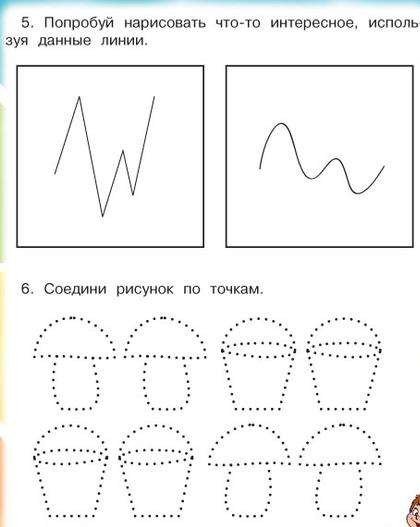 5. Попробуй нарисовать что-то интересное, исполь-
зуя данные линии.
6. Соедини рисунок по точкам.